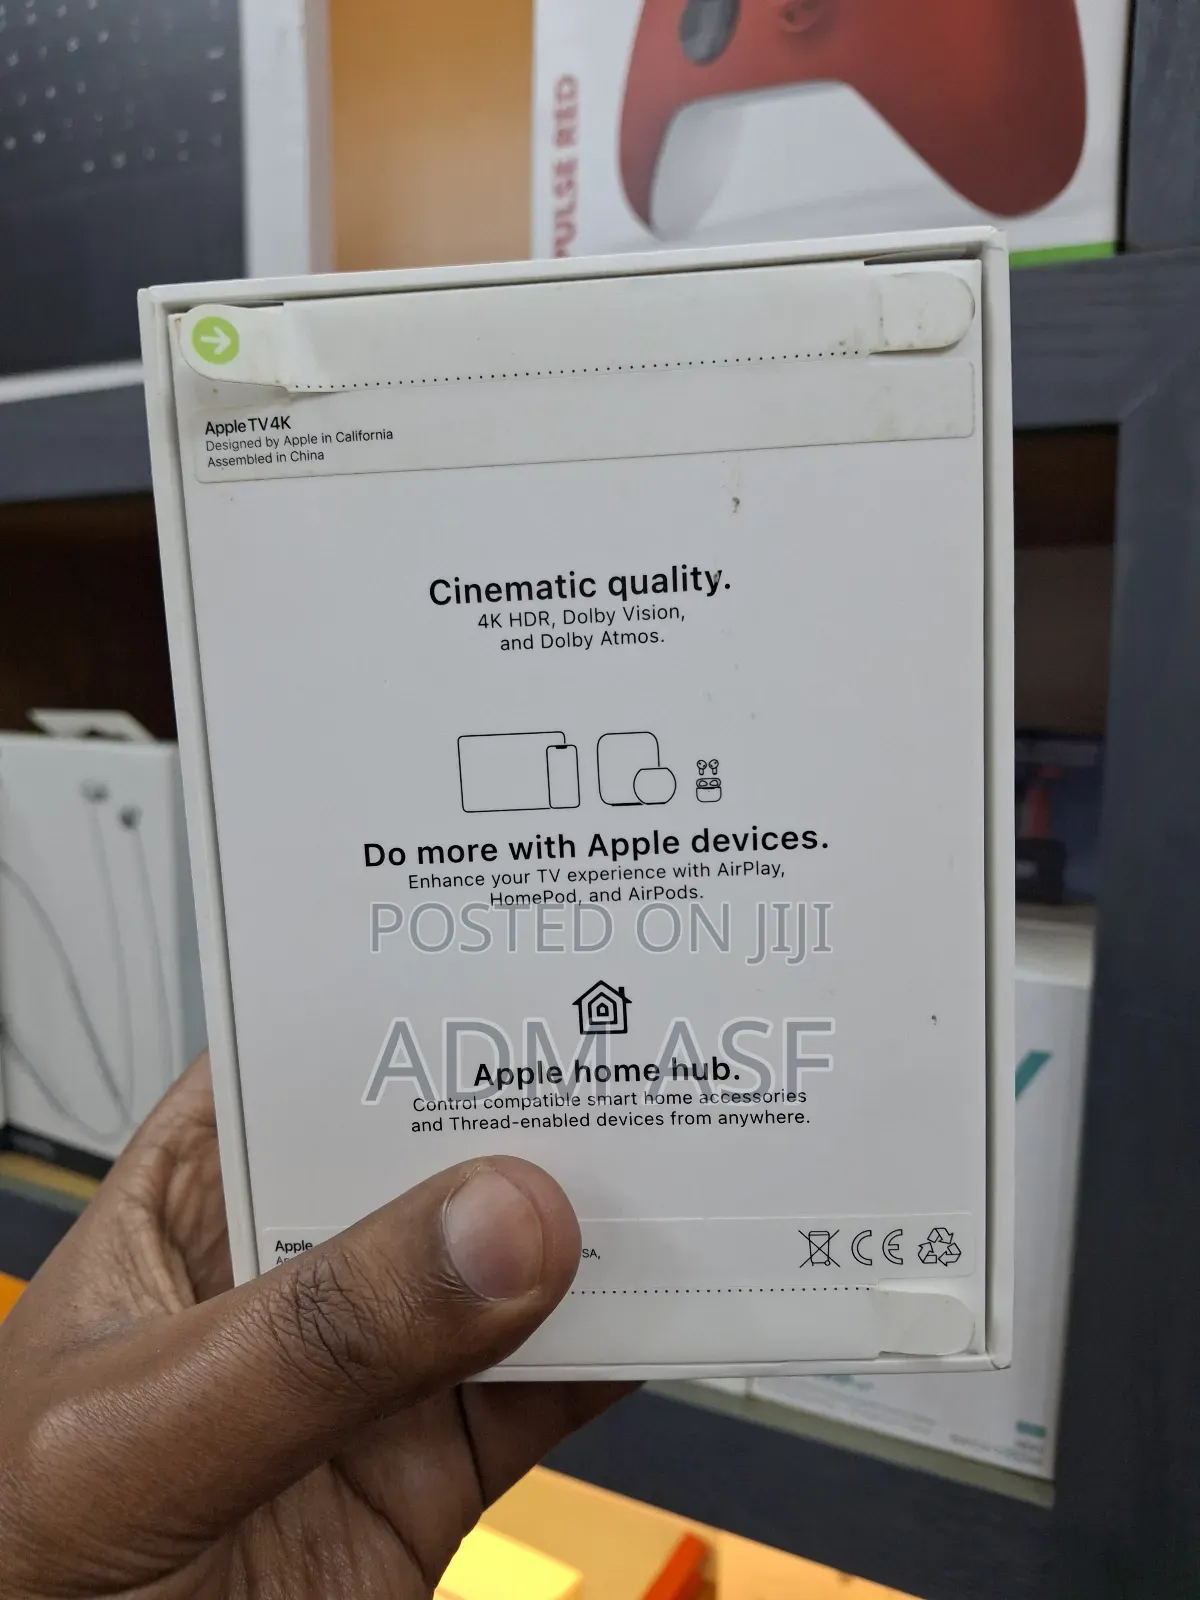 PULSE RED
Apple TV 4K
Designed by Apple in California
Assembled in China
Cinematic quality.
4K HDR, Dolby Vision,
and Dolby Atmos.
Do more with Apple devices.
Enhance your TV experience with AirPlay,
HomePod, and AirPods.
POSTED ON JIJI
ADM ASF
Apple home hub.
Control compatible smart home accessories
and Thread-enabled devices from anywhere.
Apple
SA,
CE